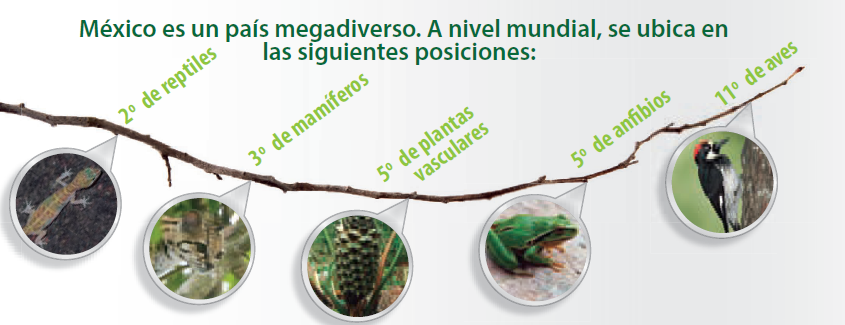 México es un país megadiverso. A nivel mundial, se ubica en
las siguientes posiciones:
2º de reptiles
3º de mamíferos
5º de plantas
vasculares
5º de anfibios
11º de aves